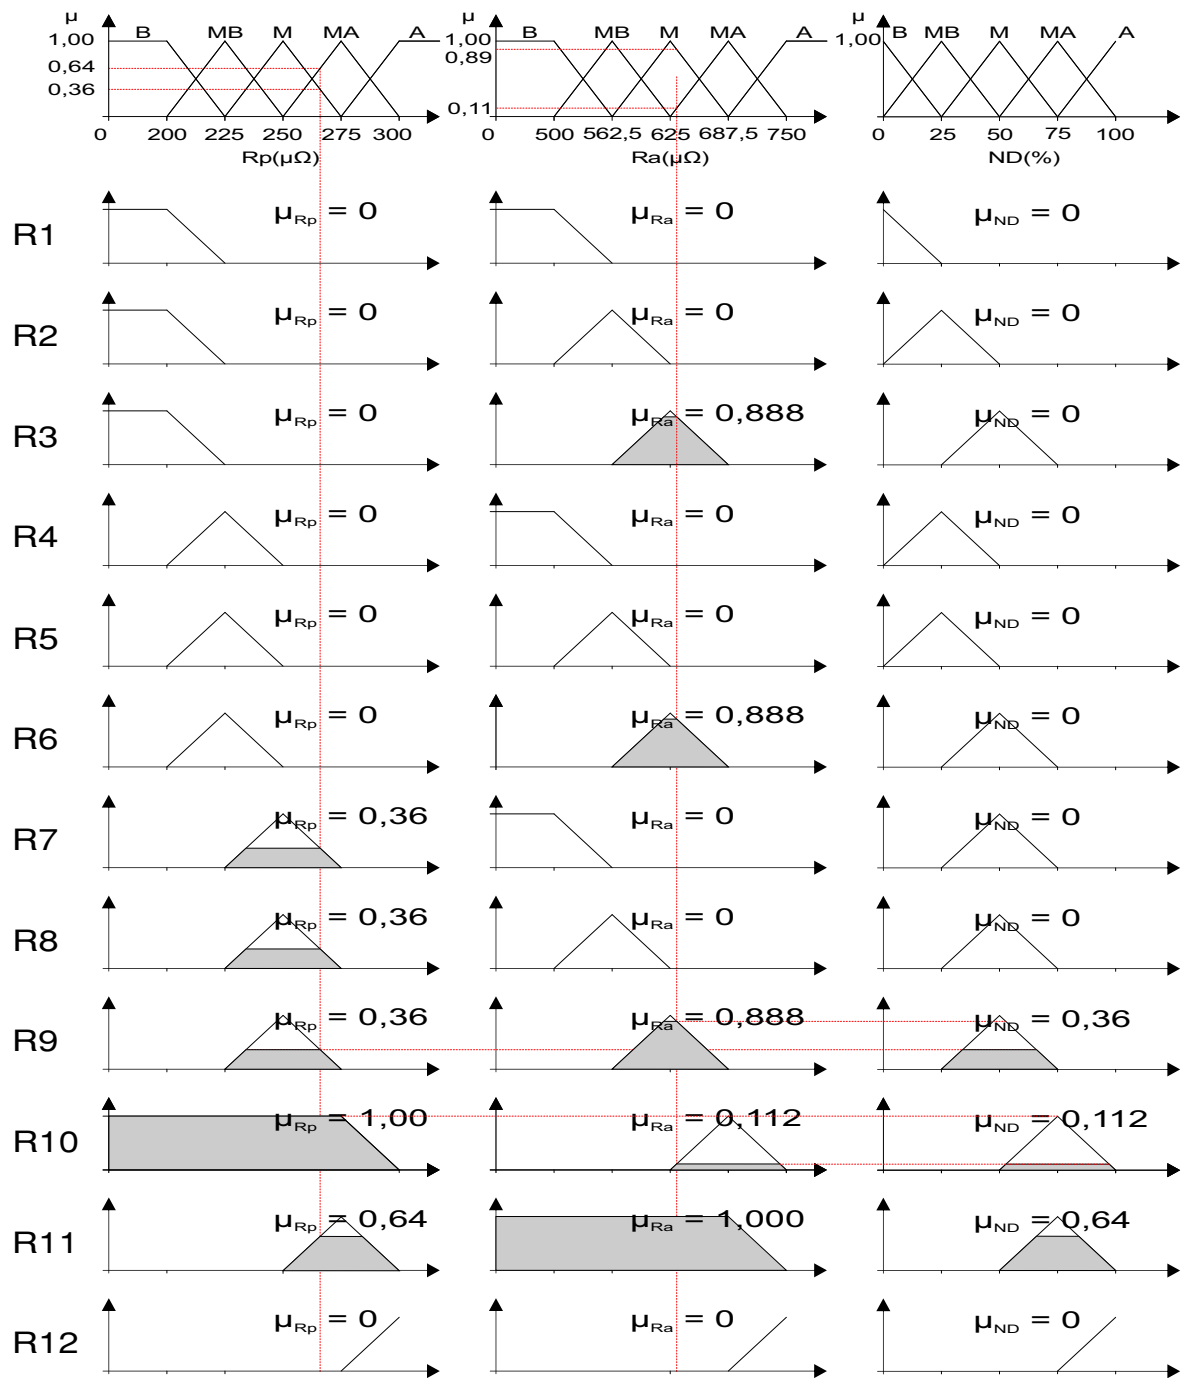 µ µ µ
B MB M MA A B MB M MA A B MB M MA A
1,00 1,00 1,00
0,64 0,89
0,36 0,11
0 200 225 250 275 300 0 500 562,5 625 687,5 750 0 25 50 75 100
Rp(µΩ) Ra(µΩ) ND(%)
R1 µRp = 0 µRa = 0 µND = 0
R2 µRp = 0 µRa = 0 µND = 0
R3 µRp = 0 µRa = 0,888 µND = 0
R4 µRp = 0 µRa = 0 µND = 0
R5 µRp = 0 µRa = 0 µND = 0
R6 µRp = 0 µRa = 0,888 µND = 0
R7 µRp = 0,36 µRa = 0 µND = 0
R8 µRp = 0,36 µRa = 0 µND = 0
R9 µRp = 0,36 µRa = 0,888 µND = 0,36
R10 µRp = 1,00 µRa = 0,112 µND = 0,112
R11 µRp = 0,64 µRa = 1,000 µND = 0,64
R12 µRp = 0 µRa = 0 µND = 0